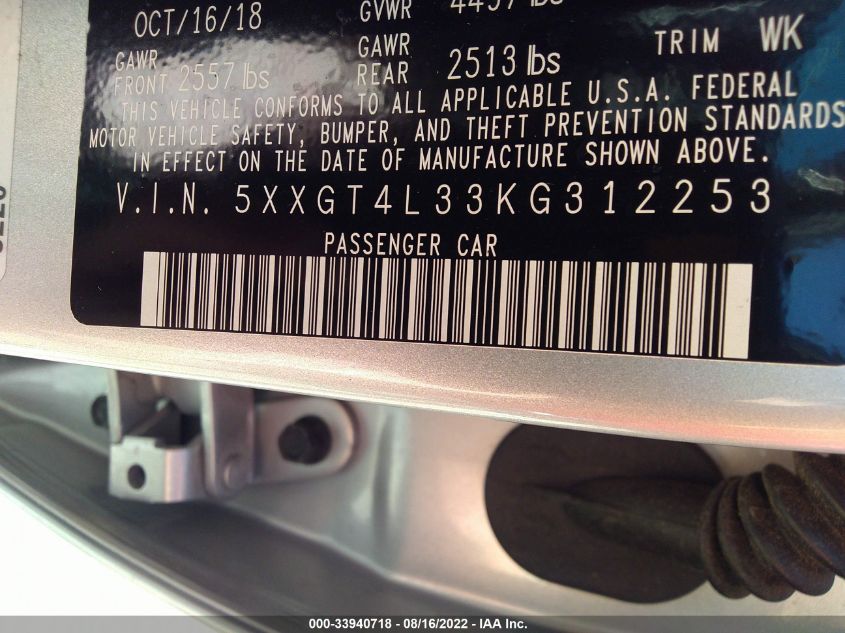 OCT/16/18 GVWR 4457 lbs
GAWR FRONT 2557 lbs GAWR REAR 2513 lbs TRIM WK
THIS VEHICLE CONFORMS TO ALL APPLICABLE U.S.A. FEDERAL
MOTOR VEHICLE SAFETY, BUMPER, AND THEFT PREVENTION STANDARDS
IN EFFECT ON THE DATE OF MANUFACTURE SHOWN ABOVE.
V.I.N. 5XXGT4L33KG312253
PASSENGER CAR
000-33940718 - 08/16/2022 - IAA Inc.